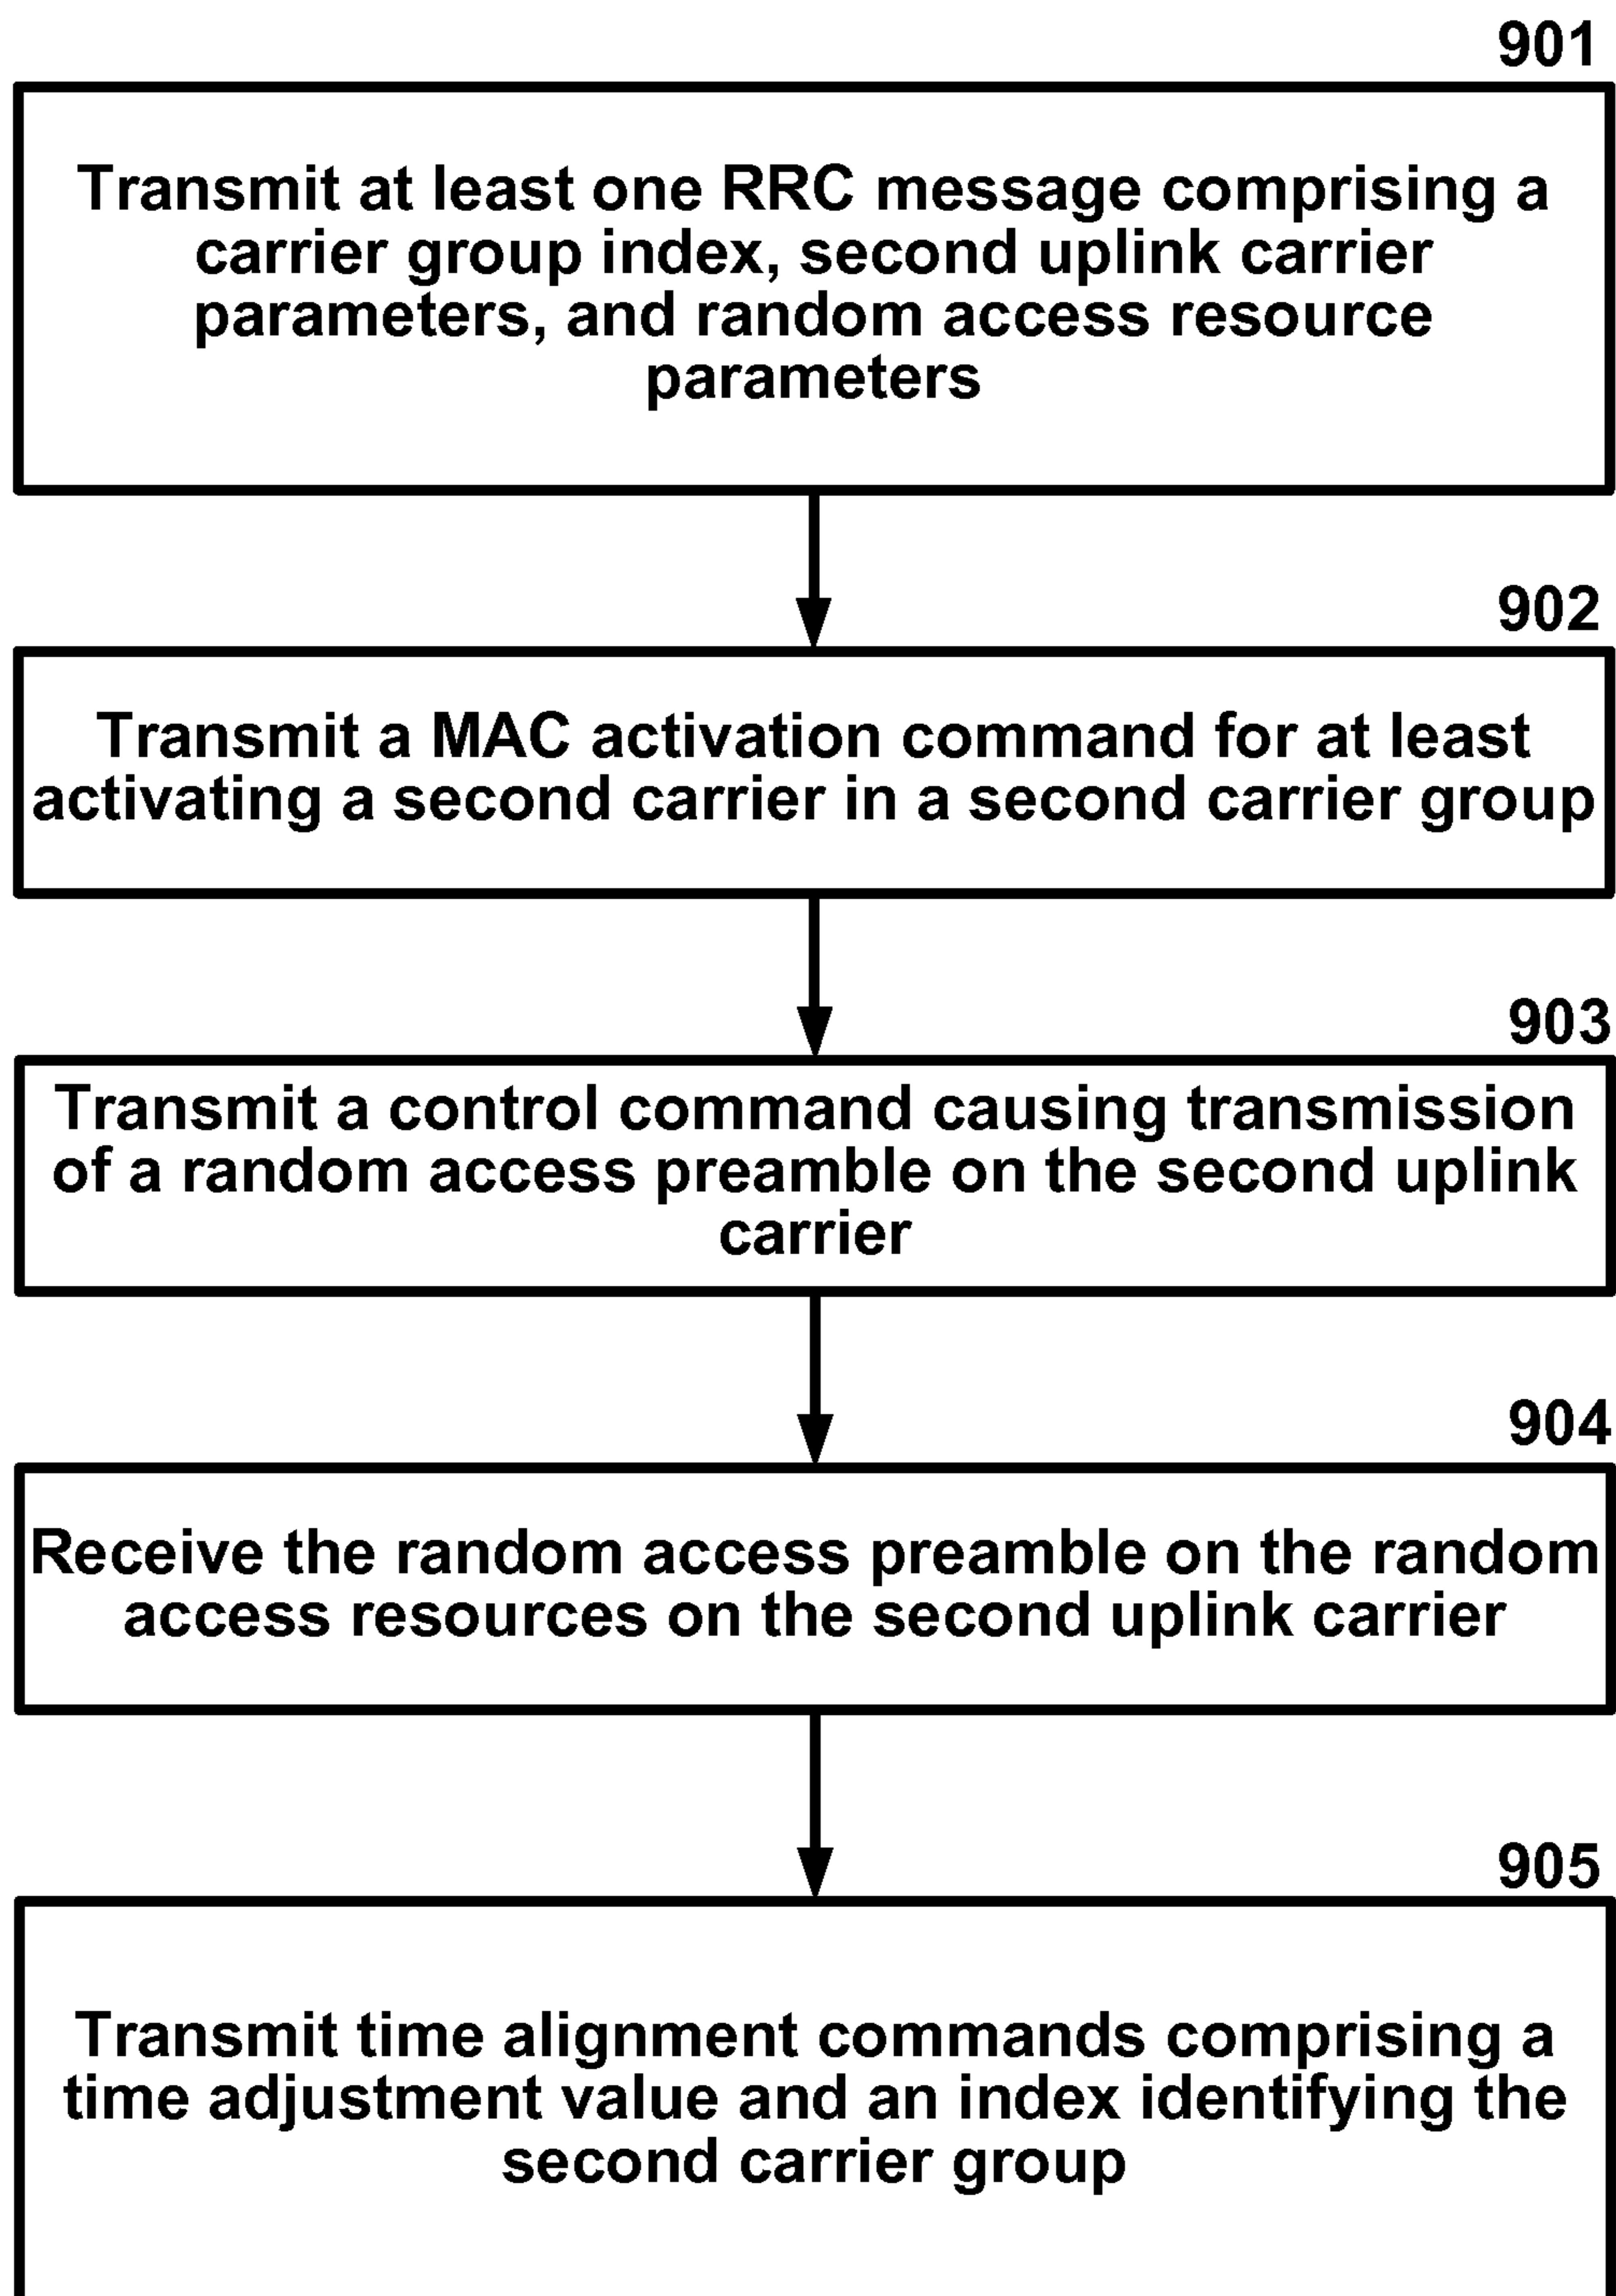 901
Transmit at least one RRC message comprising a
carrier group index, second uplink carrier
parameters, and random access resource
parameters
902
Transmit a MAC activation command for at least
activating a second carrier in a second carrier group
903
Transmit a control command causing transmission
of a random access preamble on the second uplink
carrier
904
Receive the random access preamble on the random
access resources on the second uplink carrier
905
Transmit time alignment commands comprising a
time adjustment value and an index identifying the
second carrier group